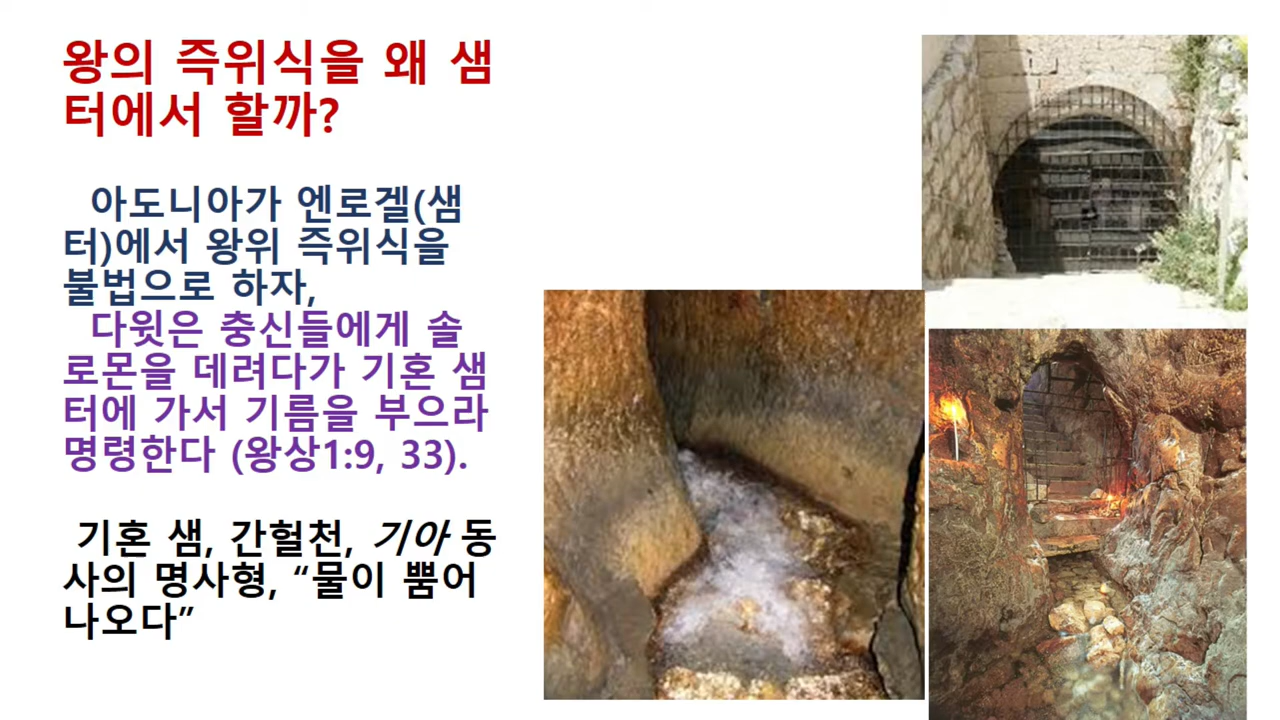 왕의 즉위식을 왜 샘
터에서 할까?
아도니아가 엔로겔(샘
터)에서 왕위 즉위식을
불법으로 하자,
다윗은 충신들에게 솔
로몬을 데려다가 기혼 샘
터에 가서 기름을 부으라
명령한다 (왕상1:9, 33).
기혼 샘, 간헐천, 기아 동
사의 명사형, “물이 뿜어
나오다”